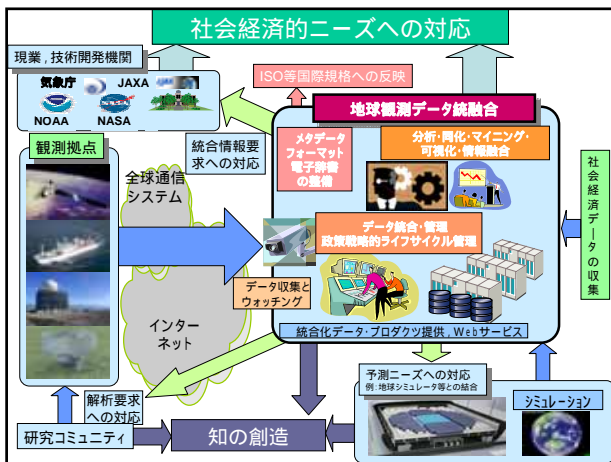 社会経済的ニーズへの対応
現業,技術開発機関
気象庁 JAXA
NOAA NASA
ISO等国際規格への反映
地球観測データ統融合
観測拠点
統合情報要
求への対応
メタデータ
フォーマット
電子辞書
の整備
分析・同化・マイニング・
可視化・情報融合
全球通信
システム
データ統合・管理
政策戦略的ライフサイクル管理
社会経済データの収集
データ収集と
ウォッチング
インター
ネット
統合化データ・プロダクツ提供,Webサービス
予測ニーズへの対応
例:地球シミュレータ等との結合
解析要求
への対応
シミュレーション
研究コミュニティ
知の創造